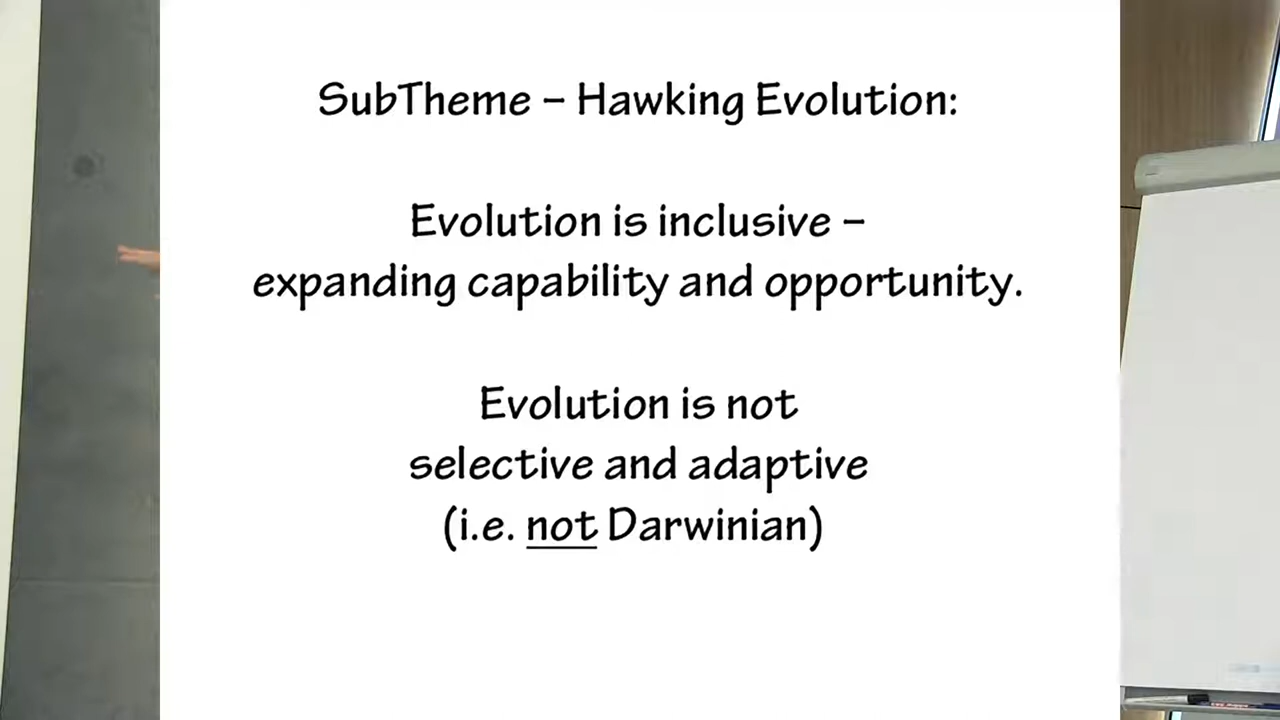 SubTheme – Hawking Evolution:
Evolution is inclusive –
expanding capability and opportunity.
Evolution is not
selective and adaptive
(i.e. not Darwinian)